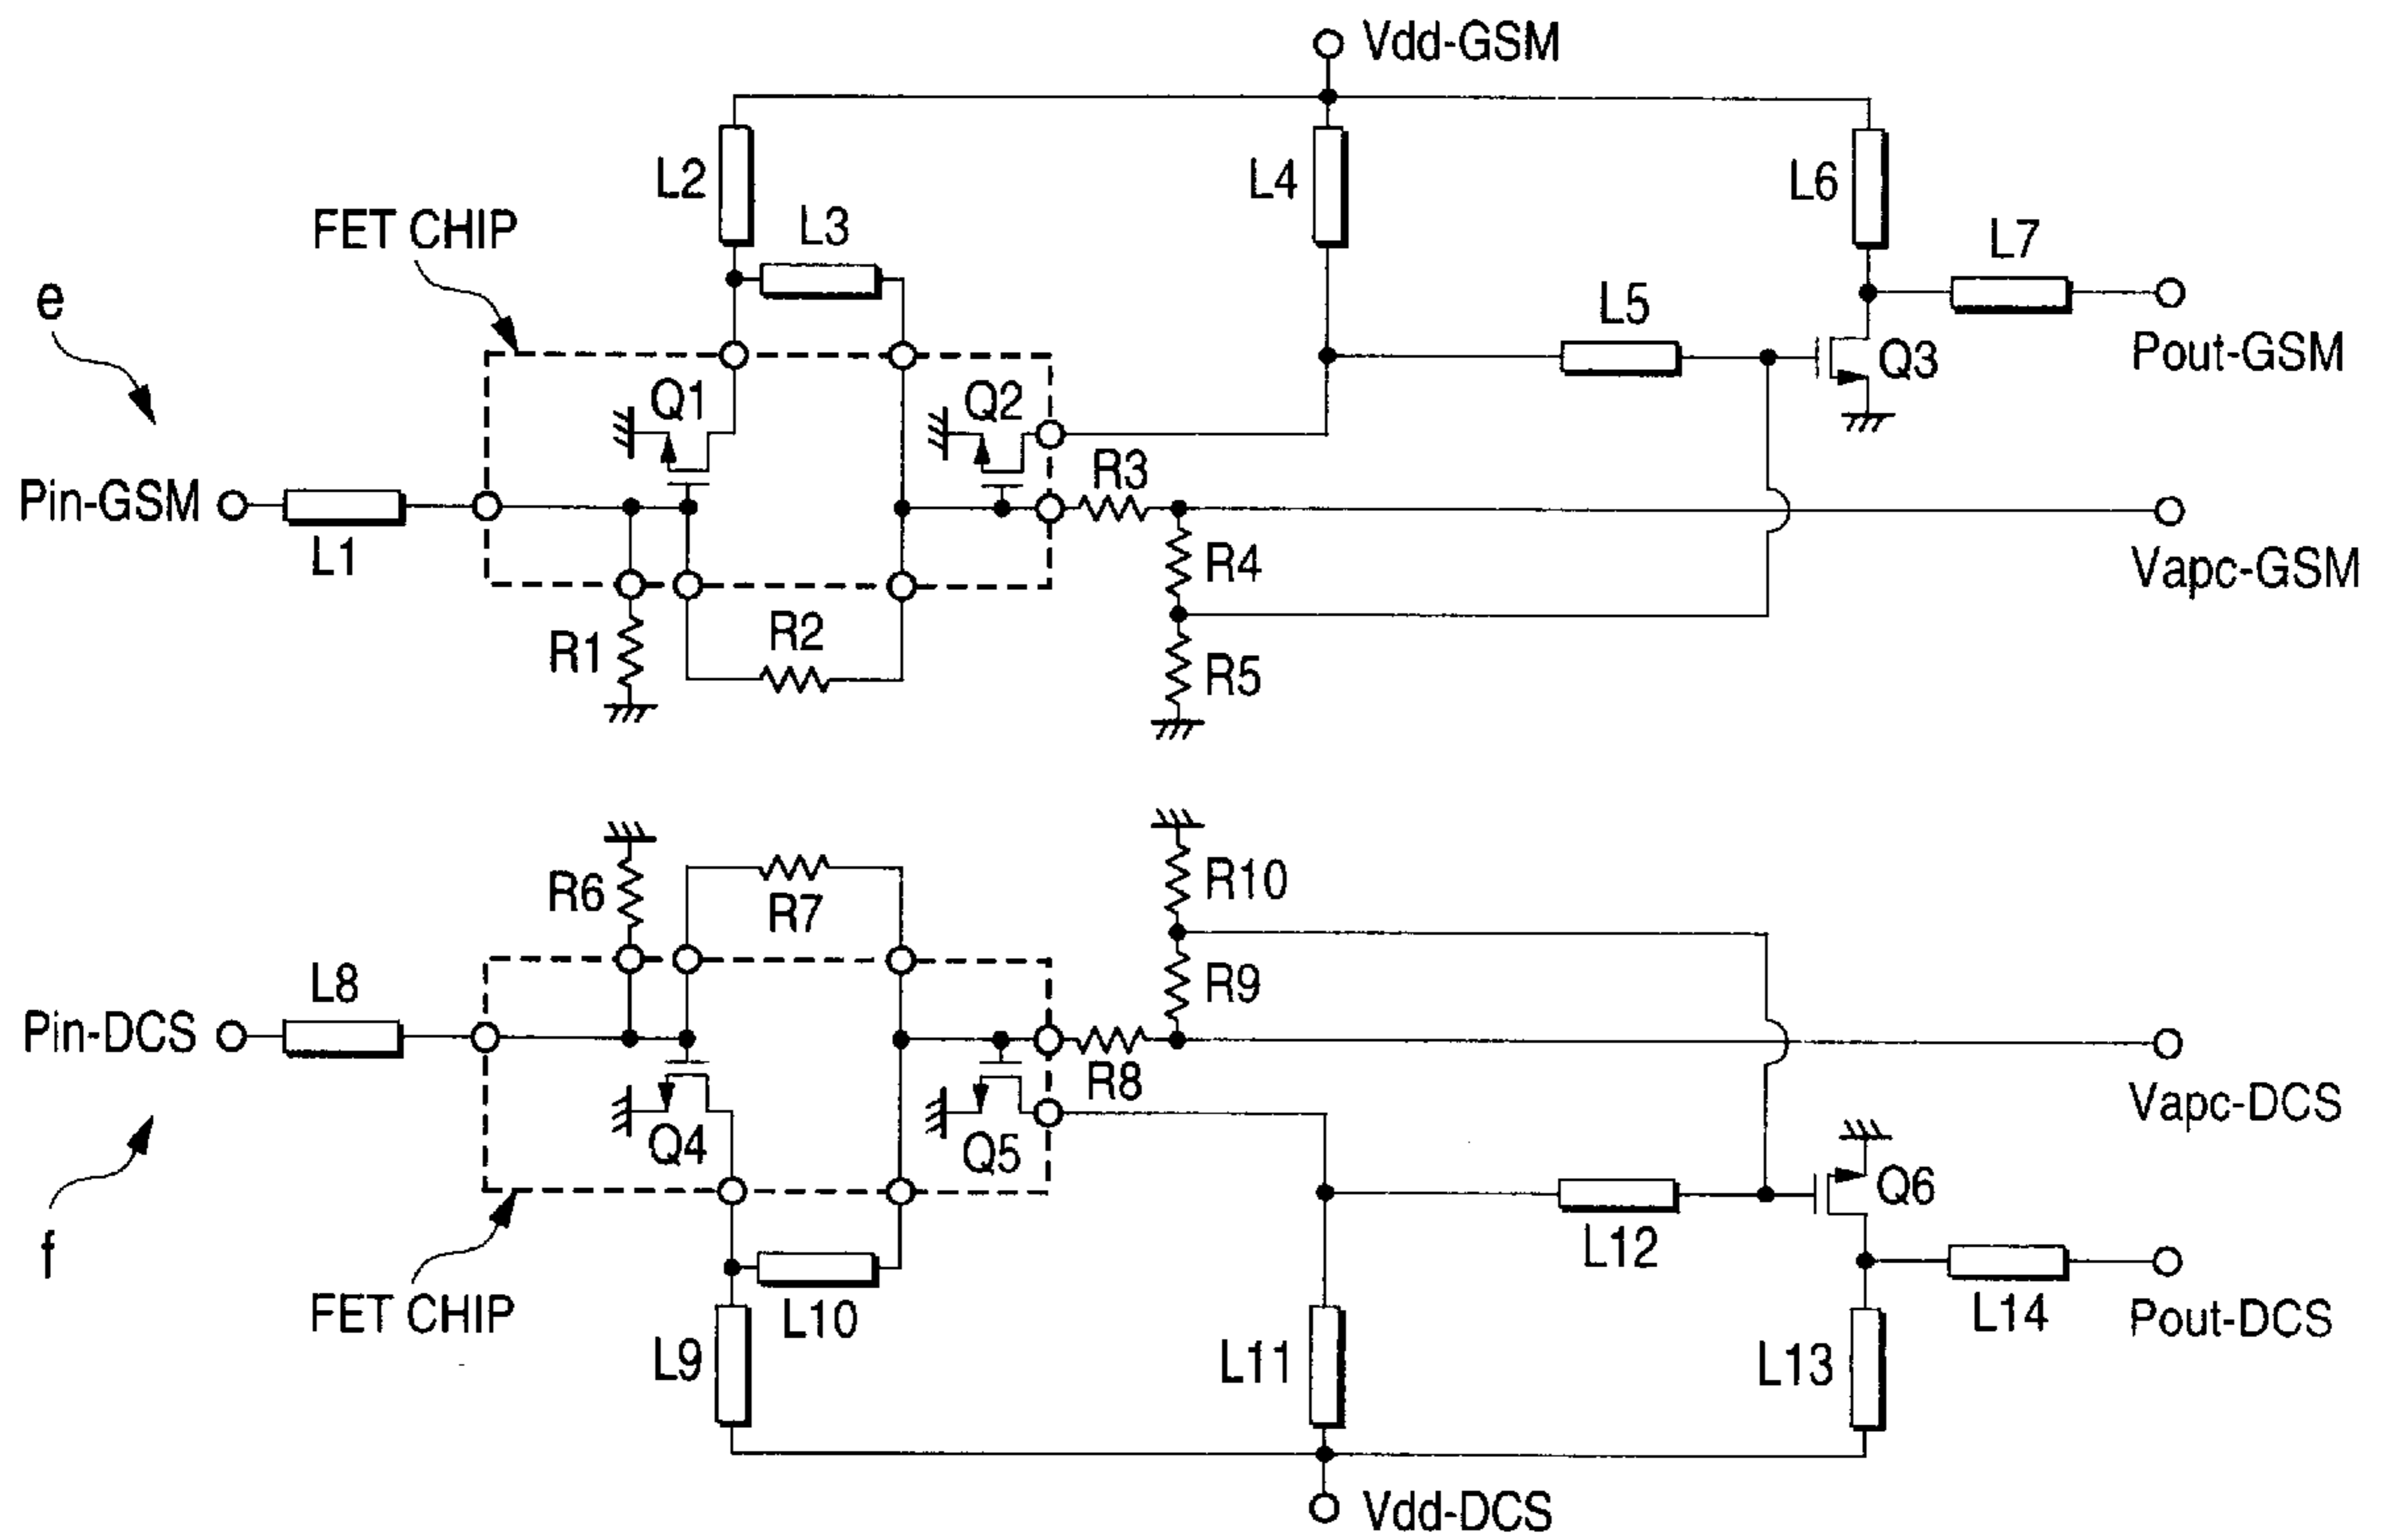 Vdd-GSM
L2
L4
L6
FET CHIP
L3
L7
e
L5
Q1
Q2
Q3
Pout-GSM
Pin-GSM
R3
L1
R4
Vapc-GSM
R1
R2
R5
R6
R7
R10
L8
R9
Pin-DCS
R8
Vapc-DCS
Q4
Q5
Q6
f
L12
FET CHIP
L10
L14
Pout-DCS
L9
L11
L13
Vdd-DCS